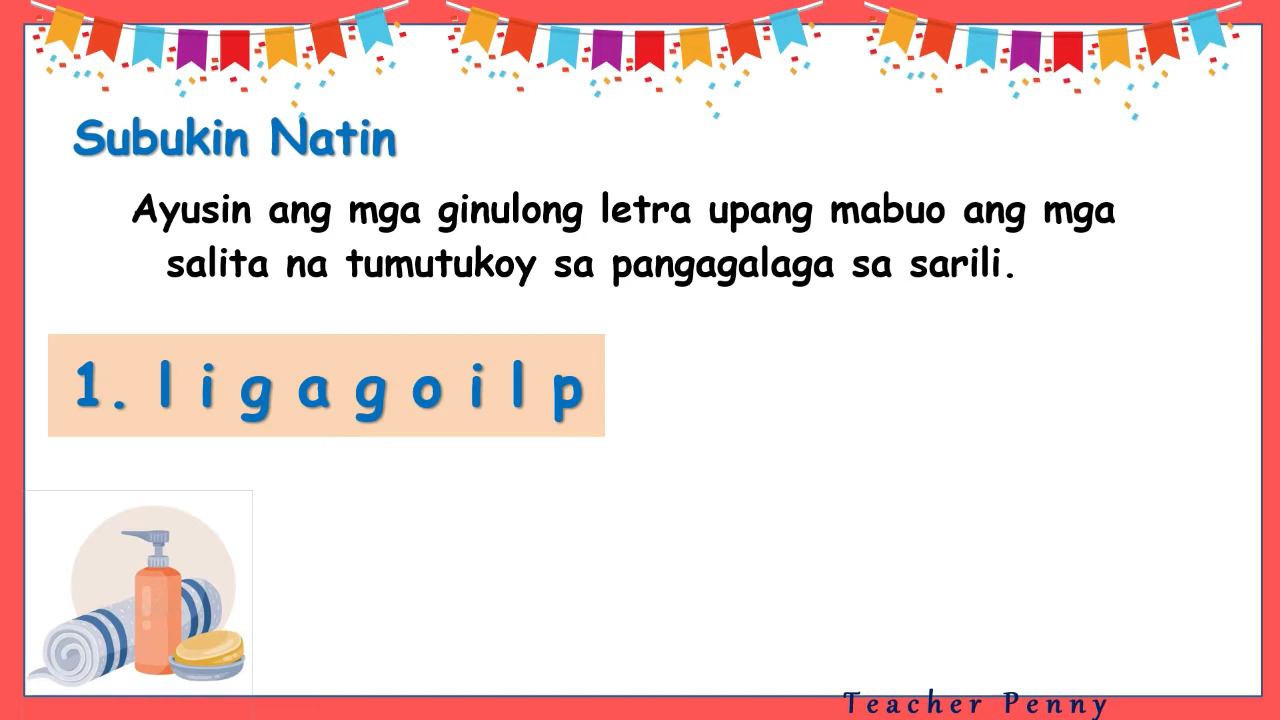 Subukin Natin
Ayusin ang mga ginulong letra upang mabuo ang mga
salita na tumutukoy sa pangagalaga sa sarili.
1. l i g a g o i l p
Teacher Penny